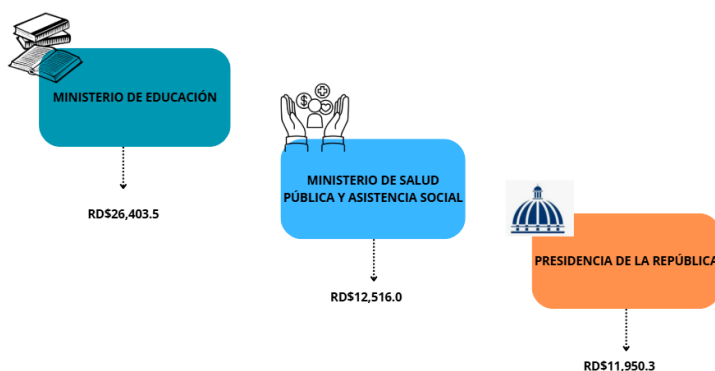 MINISTERIO DE EDUCACIÓN
RD$26,403.5
MINISTERIO DE SALUD
PÚBLICA Y ASISTENCIA SOCIAL
RD$12,516.0
PRESIDENCIA DE LA REPÚBLICA
RD$11,950.3